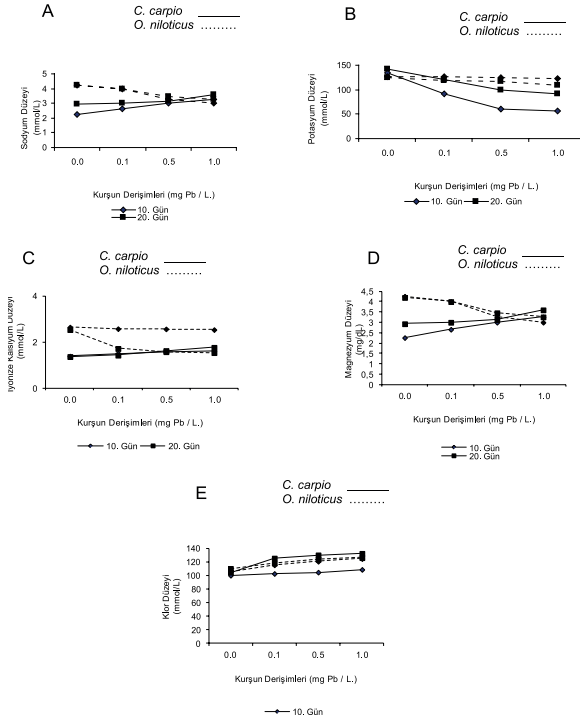 A
C. carpio
O. niloticus ………
Sodyum Düzeyi
(mmol/L)
5
4
3
2
1
0
0.0 0.1 0.5 1.0
Kurşun Derişimleri (mg Pb / L.)
10. Gün
20. Gün
B
C. carpio
O. niloticus ………
Potasyum Düzeyi
(mmol/L)
150
100
50
0
0.0 0.1 0.5 1.0
Kurşun Derişimleri (mg Pb / L.)
10. Gün 20. Gün
C
C. carpio
O. niloticus ………
İyonize Kalsiyum Düzeyi
(mmol/L)
4
2
0
0.0 0.1 0.5 1.0
Kurşun Derişimleri (mg Pb / L.)
10. Gün 20. Gün
D
C. carpio
O. niloticus ………
Magnezyum Düzeyi
(mg/dL)
4,5
4
3,5
3
2,5
2
1,5
1
0,5
0
0.0 0.1 0.5 1.0
Kurşun Derişimleri (mg Pb / L.)
10. Gün
20. Gün
E
C. carpio
O. niloticus ………
Klor Düzeyi
(mmol/L)
140
120
100
80
60
40
20
0
0.0 0.1 0.5 1.0
Kurşun Derişimleri (mg Pb / L.)
10. Gün